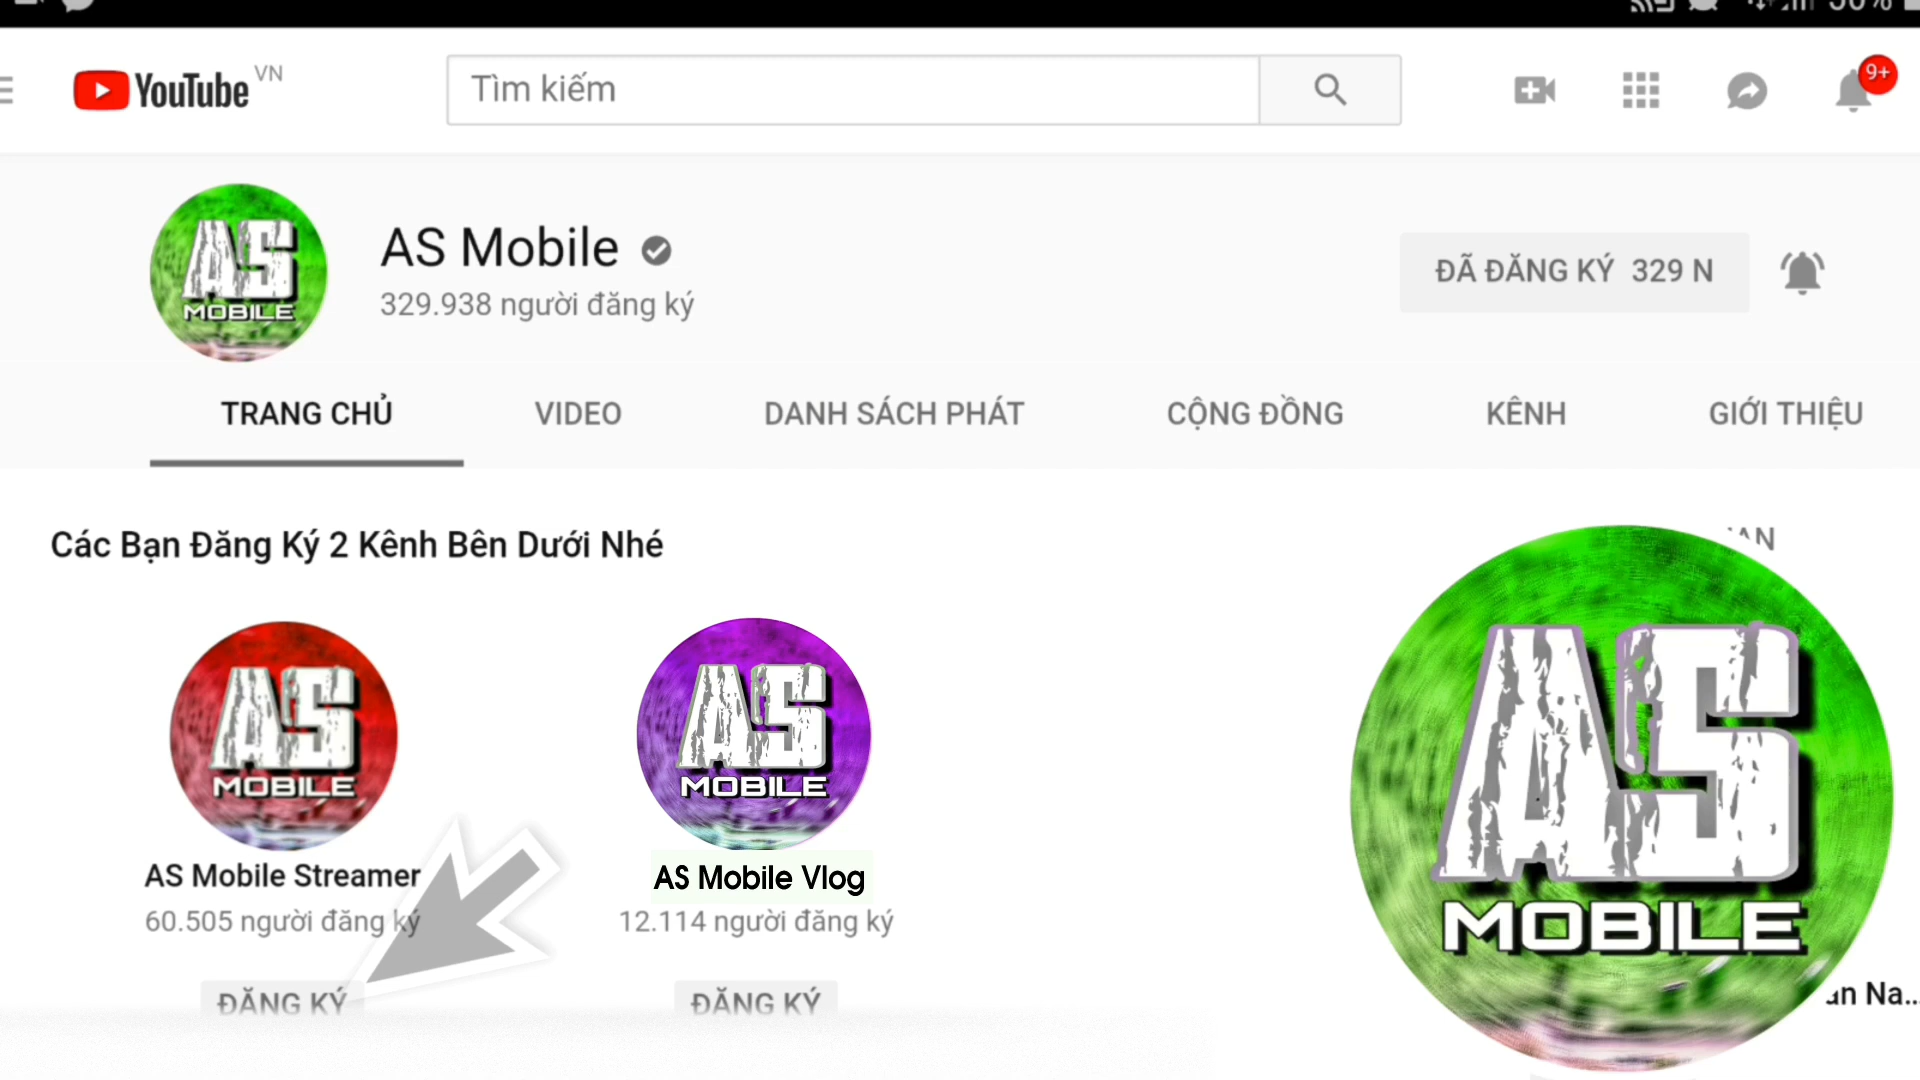 YouTube VN
Tìm kiếm
9+
AS
MOBILE
AS Mobile
329.938 người đăng ký
ĐÃ ĐĂNG KÝ 329 N
TRANG CHỦ
VIDEO
DANH SÁCH PHÁT
CỘNG ĐỒNG
KÊNH
GIỚI THIỆU
Các Bạn Đăng Ký 2 Kênh Bên Dưới Nhé
AS
MOBILE
AS Mobile Streamer
60.505 người đăng ký
ĐĂNG KÝ
AS
MOBILE
AS Mobile Vlog
12.114 người đăng ký
ĐĂNG KÝ
AS
MOBILE